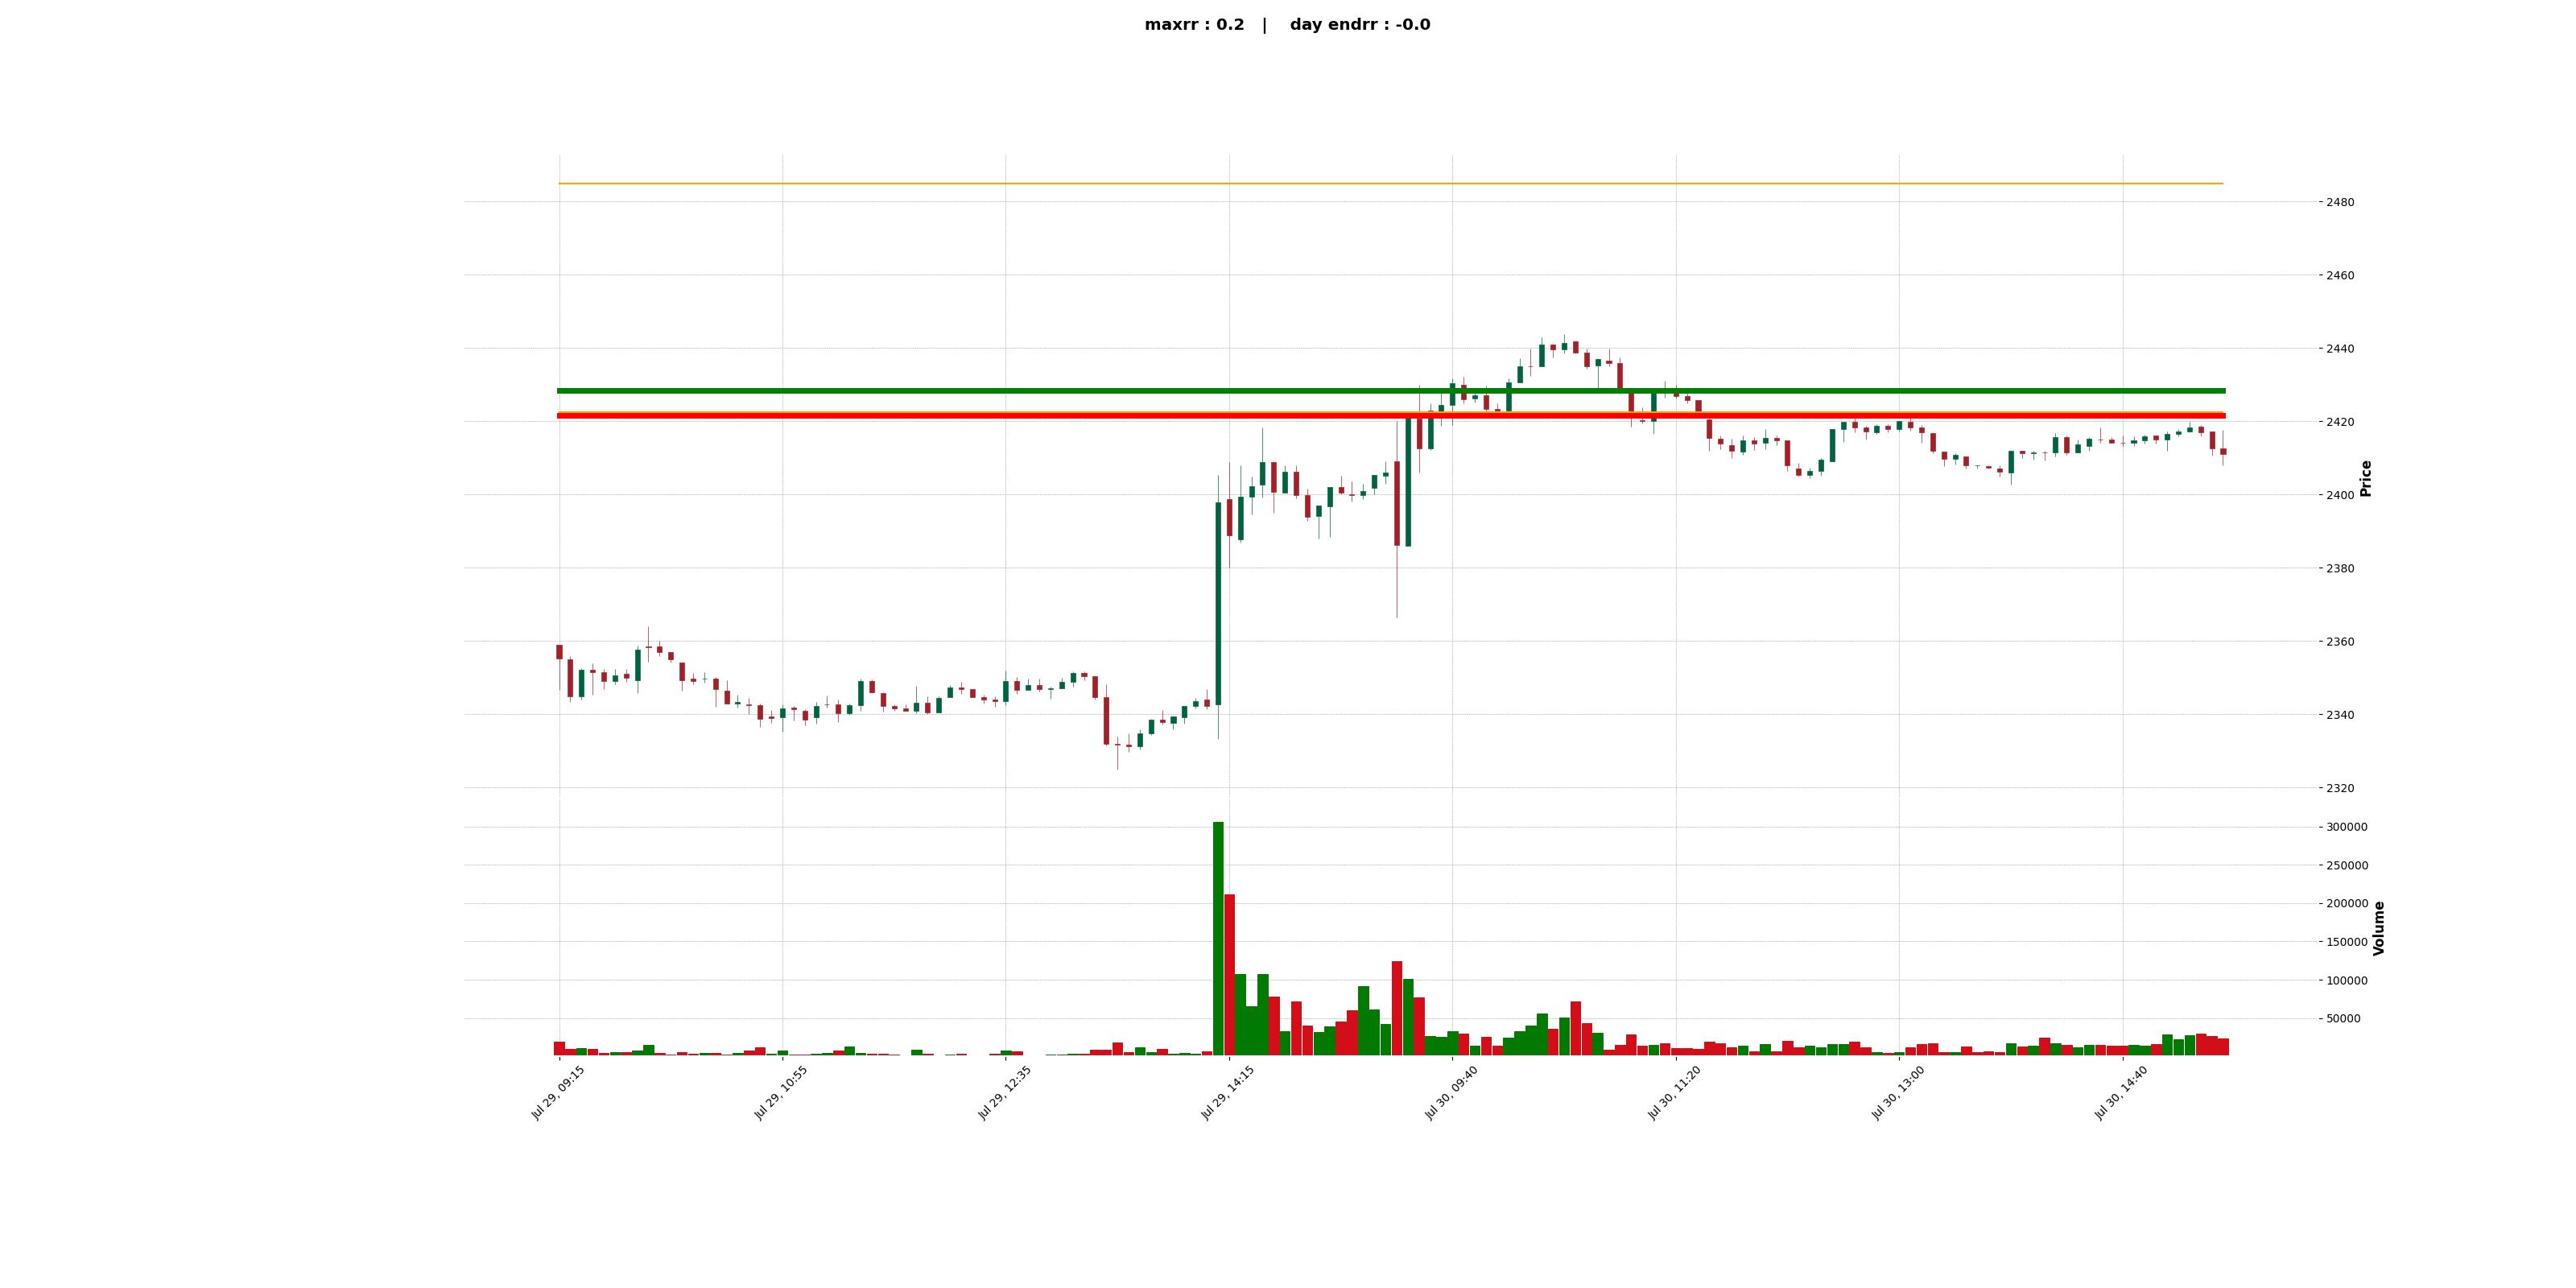 maxrr : 0.2 | day endrr : -0.0
2480
2460
2440
2420
2400
2380
2360
2340
2320
Price
300000
250000
200000
150000
100000
50000
Volume
Jul 29, 09:15
Jul 29, 10:55
Jul 29, 12:35
Jul 29, 14:15
Jul 30, 09:40
Jul 30, 11:20
Jul 30, 13:00
Jul 30, 14:40